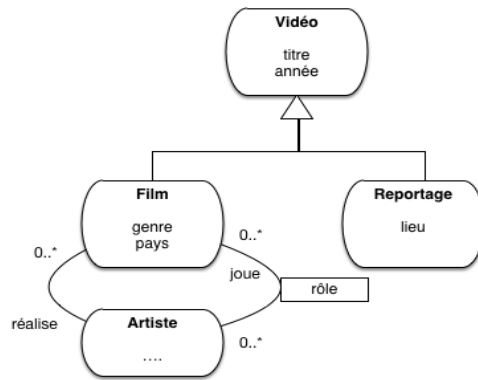 Vidéo
titre
année
Film
genre
pays
Reportage
lieu
0..*
0..*
joue
rôle
réalise
Artiste
....
0..*